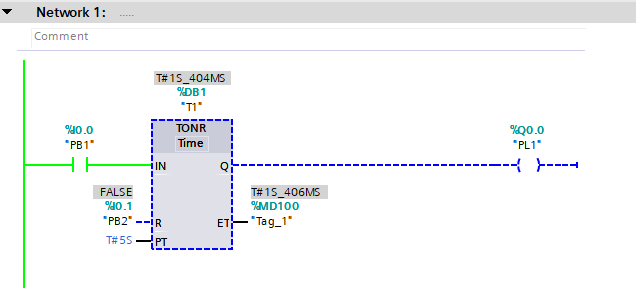 Network 1: .....
Comment
T#1S_404MS
%DB1
"T1"
%I0.0
"PB1"
TONR
Time
%Q0.0
"PL1"
IN
Q
FALSE
%I0.1
"PB2"
R
T#1S_406MS
%MD100
ET
"Tag_1"
T#5S
PT